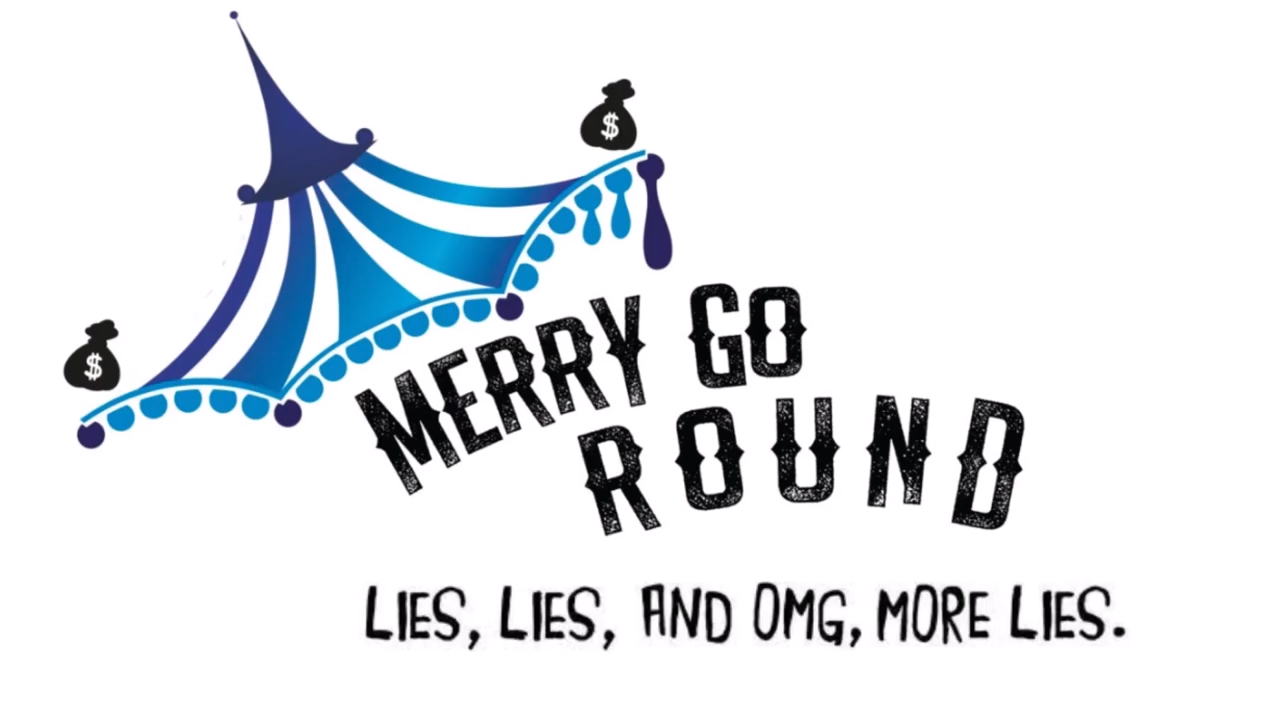 $
$
MERRY GO
ROUND
LIES, LIES, AND OMG, MORE LIES.